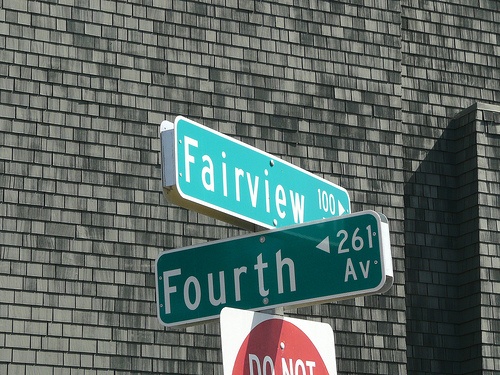 Fairview 100 ▶
Fourth ◀ 261 Av
DO NOT